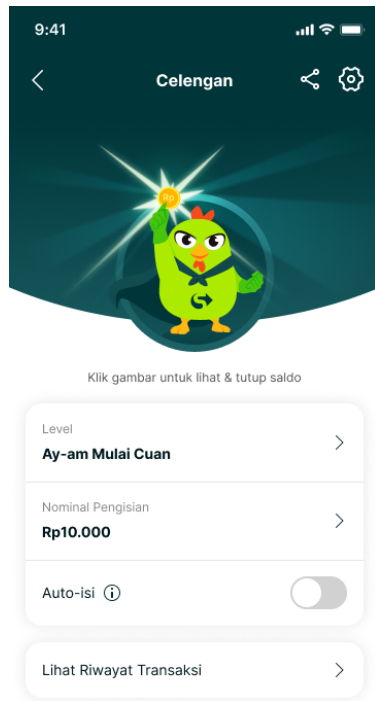 9:41
Celengan
Rp
Klik gambar untuk lihat & tutup saldo
Level
Ay-am Mulai Cuan
Nominal Pengisian
Rp10.000
Auto-isi
Lihat Riwayat Transaksi